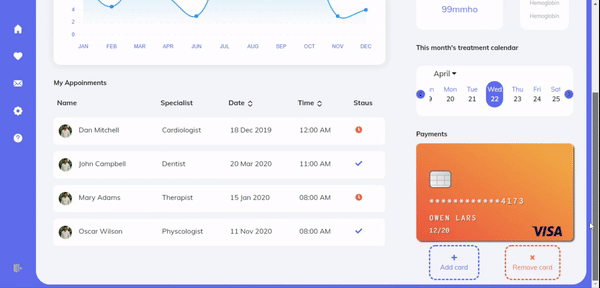 4
2
0
JAN FEB MAR APR MAY JUN JUL AUG SEP OCT NOV DEC
My Appoinments
Name Specialist Date Time Staus
Dan Mitchell Cardiologist 18 Dec 2019 12:00 AM
John Campbell Dentist 20 Mar 2020 11:00 AM
Mary Adams Therapist 15 Jan 2020 08:00 AM
Oscar Wilson Physcologist 11 Nov 2020 08:00 AM
99mmho
Hemoglobin
Hemoglobin
This month's treatment calendar
April
Mon Tue Wed Thu Fri Sat
20 21 22 23 24 25
Payments
************4173
OWEN LARS
12/20 VISA
Add card
Remove card